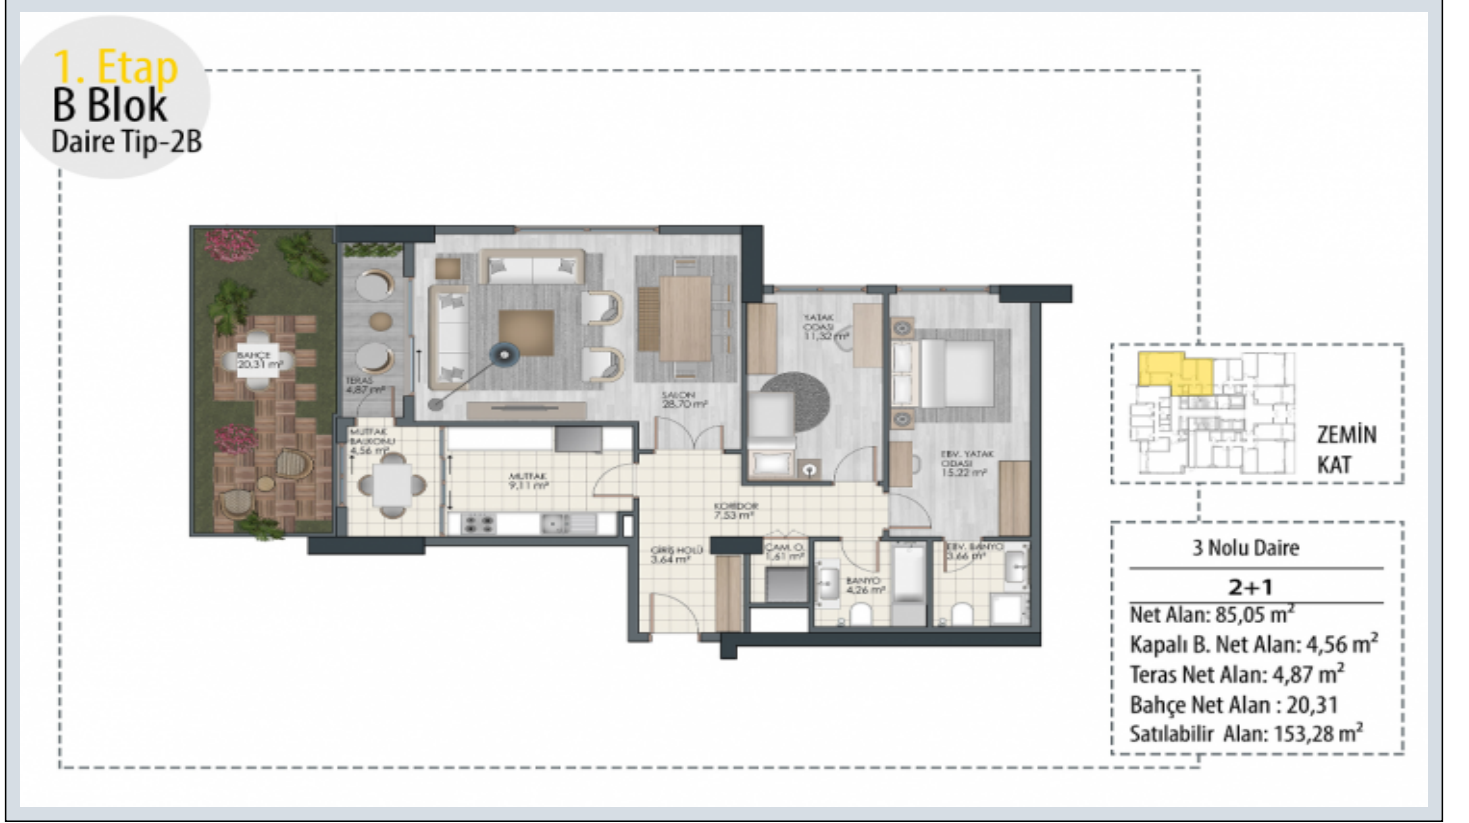 1. Etap
B Blok
Daire Tip-2B
BAHÇE
20,31 m²
TERAS
4,87 m²
MUTFAK
BALKONU
4,56 m²
MUTFAK
9,11 m²
SALON
28,70 m²
YATAK
ODASI
11,32 m²
EBV. YATAK
ODASI
15,22 m²
KORİDOR
7,53 m²
GİRİŞ HOLÜ
3,64 m²
ÇAM. O.
1,61 m²
BANYO
4,26 m²
EBV. BANYO
3,66 m²
ZEMİN
KAT
3 Nolu Daire
2+1
Net Alan: 85,05 m²
Kapalı B. Net Alan: 4,56 m²
Teras Net Alan: 4,87 m²
Bahçe Net Alan : 20,31
Satılabilir Alan: 153,28 m²